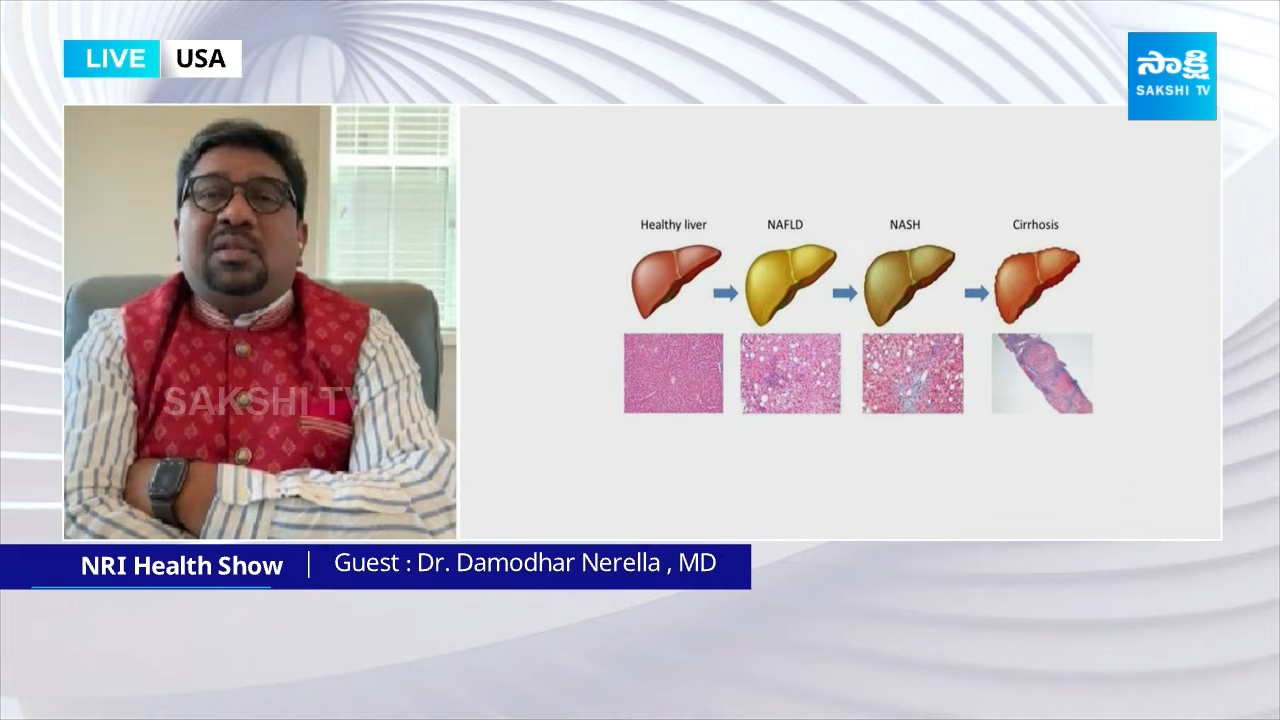 LIVE USA
సాక్షి
SAKSHI TV
Healthy liver NAFLD NASH Cirrhosis
SAKSHI TV
NRI Health Show | Guest : Dr. Damodhar Nerella , MD